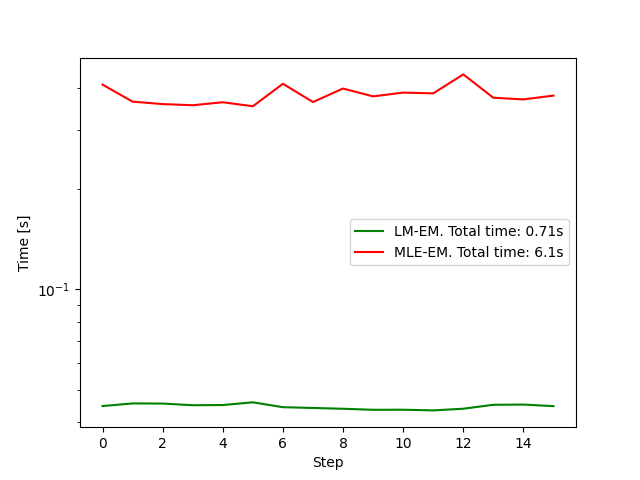 Time [s]
10⁻¹
LM-EM. Total time: 0.71s
MLE-EM. Total time: 6.1s
0 2 4 6 8 10 12 14
Step